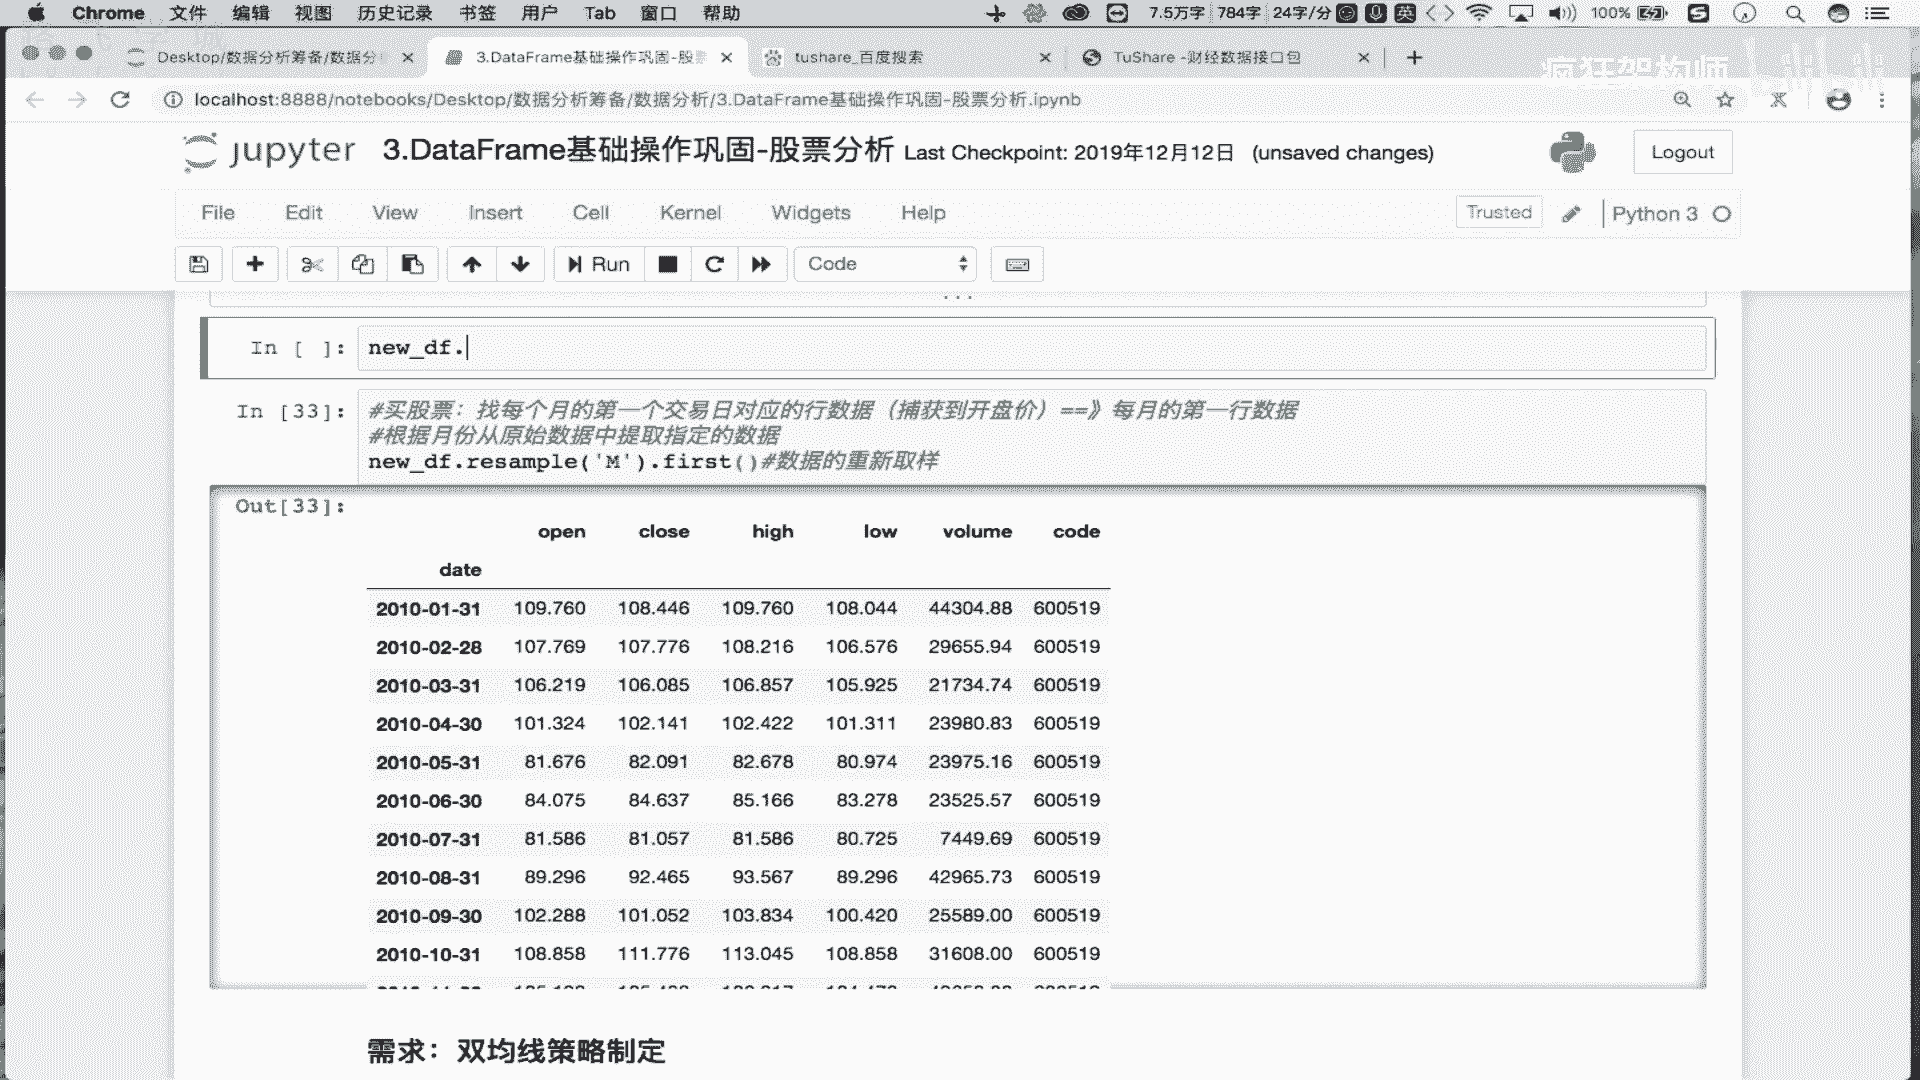 Chrome 文件 编辑 视图 历史记录 书签 用户 Tab 窗口 帮助 7.5万字 784字 24字/分 英 100%
Desktop/数据分析筹备/数据分 3.DataFrame基础操作巩固-股票 tushare_百度搜索 TuShare -财经数据接口包
疯狂架构师
localhost:8888/notebooks/Desktop/数据分析筹备/数据分析/3.DataFrame基础操作巩固-股票分析.ipynb
jupyter 3.DataFrame基础操作巩固-股票分析 Last Checkpoint: 2019年12月12日 (unsaved changes) Logout
File Edit View Insert Cell Kernel Widgets Help Trusted Python 3
Run Code
In [ ]: new_df.
In [33]: #买股票：找每个月的第一个交易日对应的行数据（捕获到开盘价）==》每月的第一行数据
#根据月份从原始数据中提取指定的数据
new_df.resample('M').first()#数据的重新取样
Out[33]:
open close high low volume code
date
2010-01-31 109.760 108.446 109.760 108.044 44304.88 600519
2010-02-28 107.769 107.776 108.216 106.576 29655.94 600519
2010-03-31 106.219 106.085 106.857 105.925 21734.74 600519
2010-04-30 101.324 102.141 102.422 101.311 23980.83 600519
2010-05-31 81.676 82.091 82.678 80.974 23975.16 600519
2010-06-30 84.075 84.637 85.166 83.278 23525.57 600519
2010-07-31 81.586 81.057 81.586 80.725 7449.69 600519
2010-08-31 89.296 92.465 93.567 89.296 42965.73 600519
2010-09-30 102.288 101.052 103.834 100.420 25589.00 600519
2010-10-31 108.858 111.776 113.045 108.858 31608.00 600519
需求：双均线策略制定